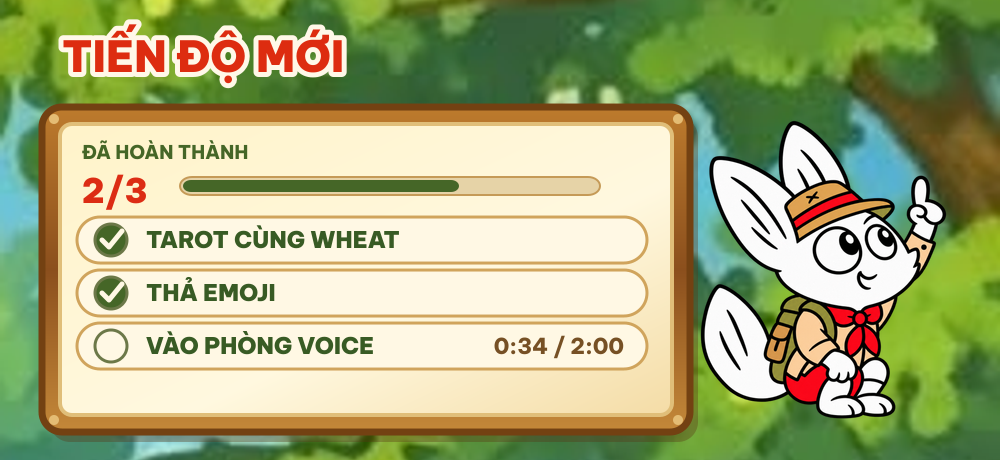 TIẾN ĐỘ MỚI
ĐÃ HOÀN THÀNH
2/3
TAROT CÙNG WHEAT
THẢ EMOJI
VÀO PHÒNG VOICE 0:34 / 2:00